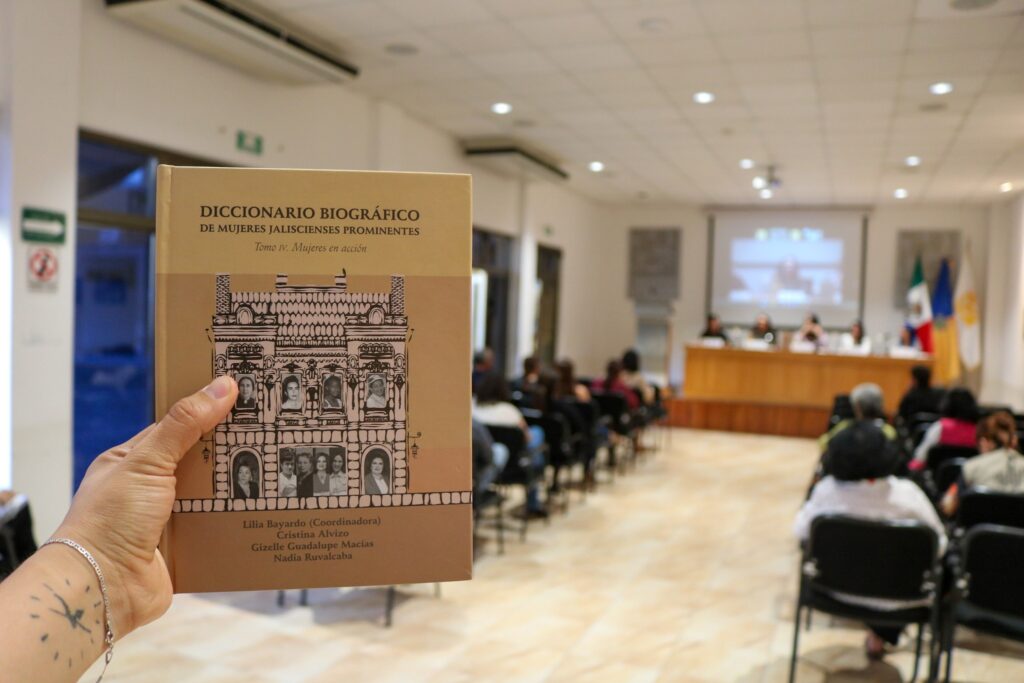 DICCIONARIO BIOGRÁFICO
DE MUJERES JALISCIENSES PROMINENTES
Tomo IV. Mujeres en acción
Lilia Bayardo (Coordinadora)
Cristina Alvizo
Gizelle Guadalupe Macías
Nadia Ruvalcaba